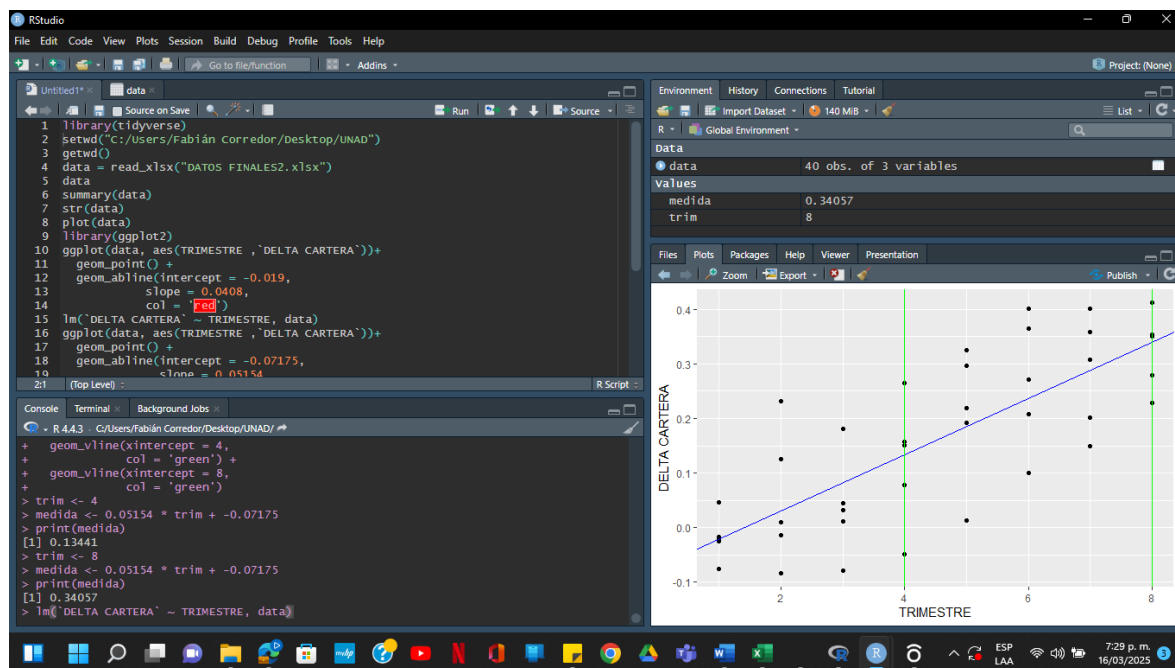 RStudio
File Edit Code View Plots Session Build Debug Profile Tools Help
Go to file/function Addins Project: (None)
Untitled1* data
Source on Save Run Source
1 library(tidyverse)
2 setwd("C:/Users/Fabián Corredor/Desktop/UNAD")
3 getwd()
4 data = read_xlsx("DATOS FINALES2.xlsx")
5 data
6 summary(data)
7 str(data)
8 plot(data)
9 library(ggplot2)
10 ggplot(data, aes(TRIMESTRE ,`DELTA CARTERA`))+
11 geom_point() +
12 geom_abline(intercept = -0.019,
13 slope = 0.0408,
14 col = 'red')
15 lm(`DELTA CARTERA` ~ TRIMESTRE, data)
16 ggplot(data, aes(TRIMESTRE ,`DELTA CARTERA`))+
17 geom_point() +
18 geom_abline(intercept = -0.07175,
19 slope = 0.05154
2:1 (Top Level) R Script
Console Terminal Background Jobs
R 4.4.3 · C:/Users/Fabián Corredor/Desktop/UNAD/
+ geom_vline(xintercept = 4,
+ col = 'green') +
+ geom_vline(xintercept = 8,
+ col = 'green')
> trim <- 4
> medida <- 0.05154 * trim + -0.07175
> print(medida)
[1] 0.13441
> trim <- 8
> medida <- 0.05154 * trim + -0.07175
> print(medida)
[1] 0.34057
> lm(`DELTA CARTERA` ~ TRIMESTRE, data)
Environment History Connections Tutorial
Import Dataset 140 MiB List
R Global Environment
Data
data 40 obs. of 3 variables
Values
medida 0.34057
trim 8
Files Plots Packages Help Viewer Presentation
Zoom Export Publish
DELTA CARTERA
0.4
0.3
0.2
0.1
0.0
-0.1
2 4 6 8
TRIMESTRE
ESP
LAA
7:29 p. m.
16/03/2025
3